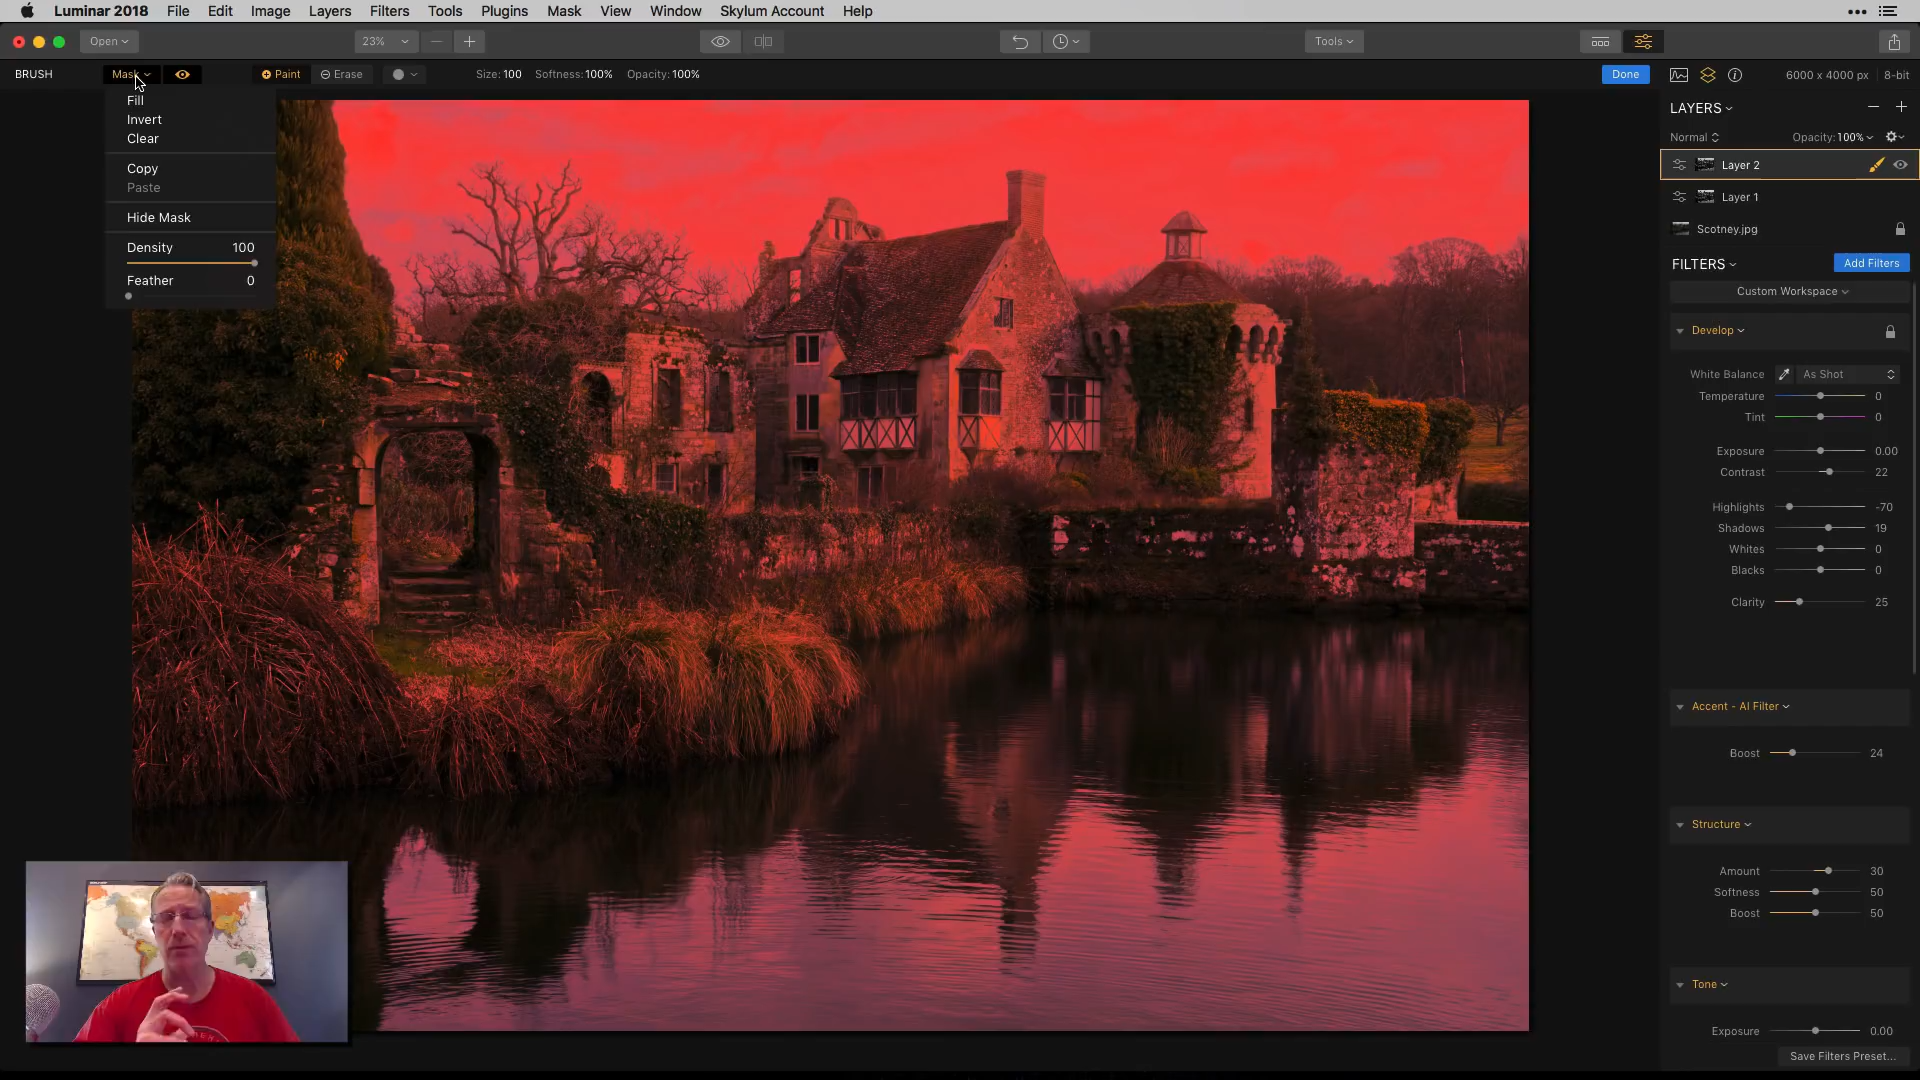 Luminar 2018 File Edit Image Layers Filters Tools Plugins Mask View Window Skylum Account Help
Open 23% Tools
BRUSH Mask Paint Erase Size: 100 Softness: 100% Opacity: 100% Done 6000 x 4000 px 8-bit
Fill
Invert
Clear
Copy
Paste
Hide Mask
Density 100
Feather 0
LAYERS
Normal Opacity: 100%
Layer 2
Layer 1
Scotney.jpg
FILTERS Add Filters
Custom Workspace
Develop
White Balance As Shot
Temperature 0
Tint 0
Exposure 0.00
Contrast 22
Highlights -70
Shadows 19
Whites 0
Blacks 0
Clarity 25
Accent - AI Filter
Boost 24
Structure
Amount 30
Softness 50
Boost 50
Tone
Exposure 0.00
Save Filters Preset...